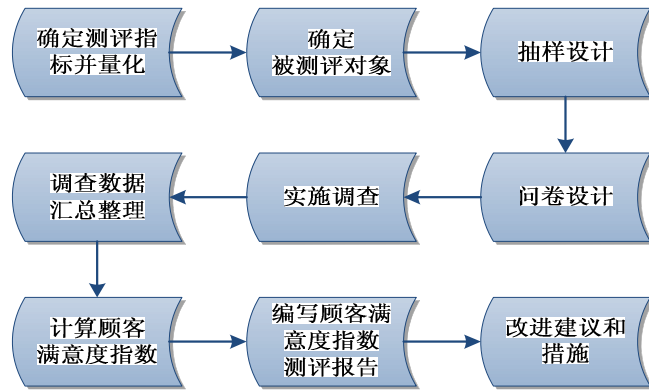 确定测评指
标并量化
确定
被测评对象
抽样设计
问卷设计
实施调查
调查数据
汇总整理
计算顾客
满意度指数
编写顾客满
意度指数
测评报告
改进建议和
措施